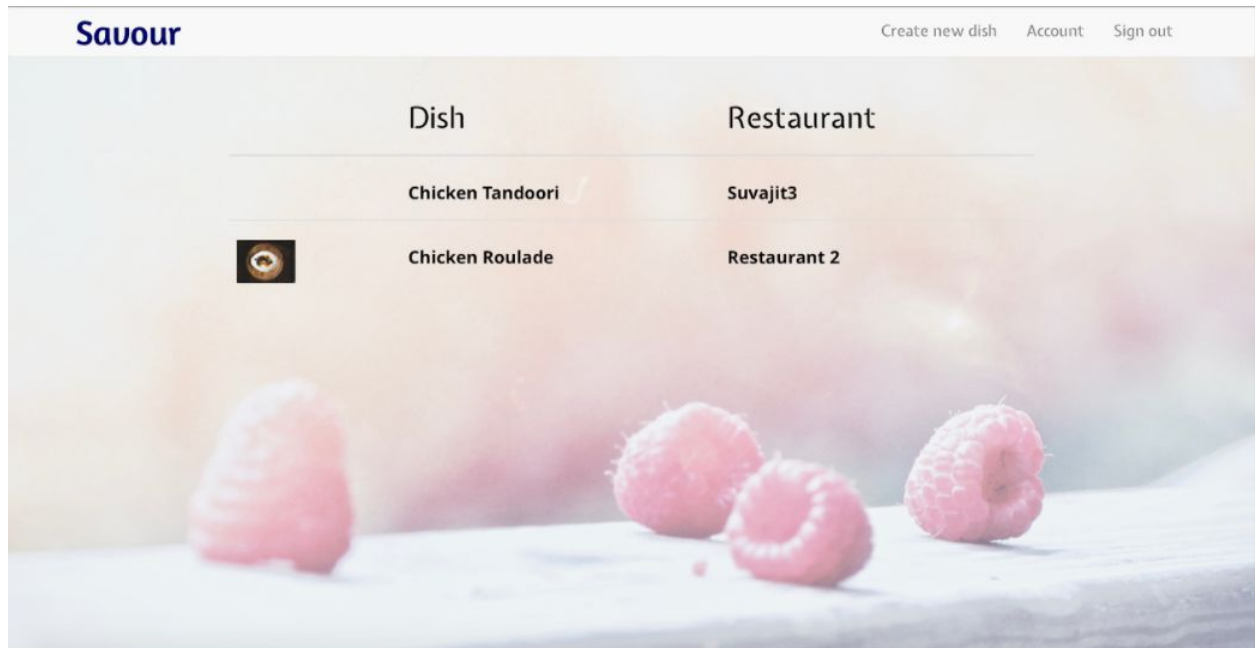 Savour Create new dish Account Sign out
Dish Restaurant
Chicken Tandoori Suvajit3
Chicken Roulade Restaurant 2